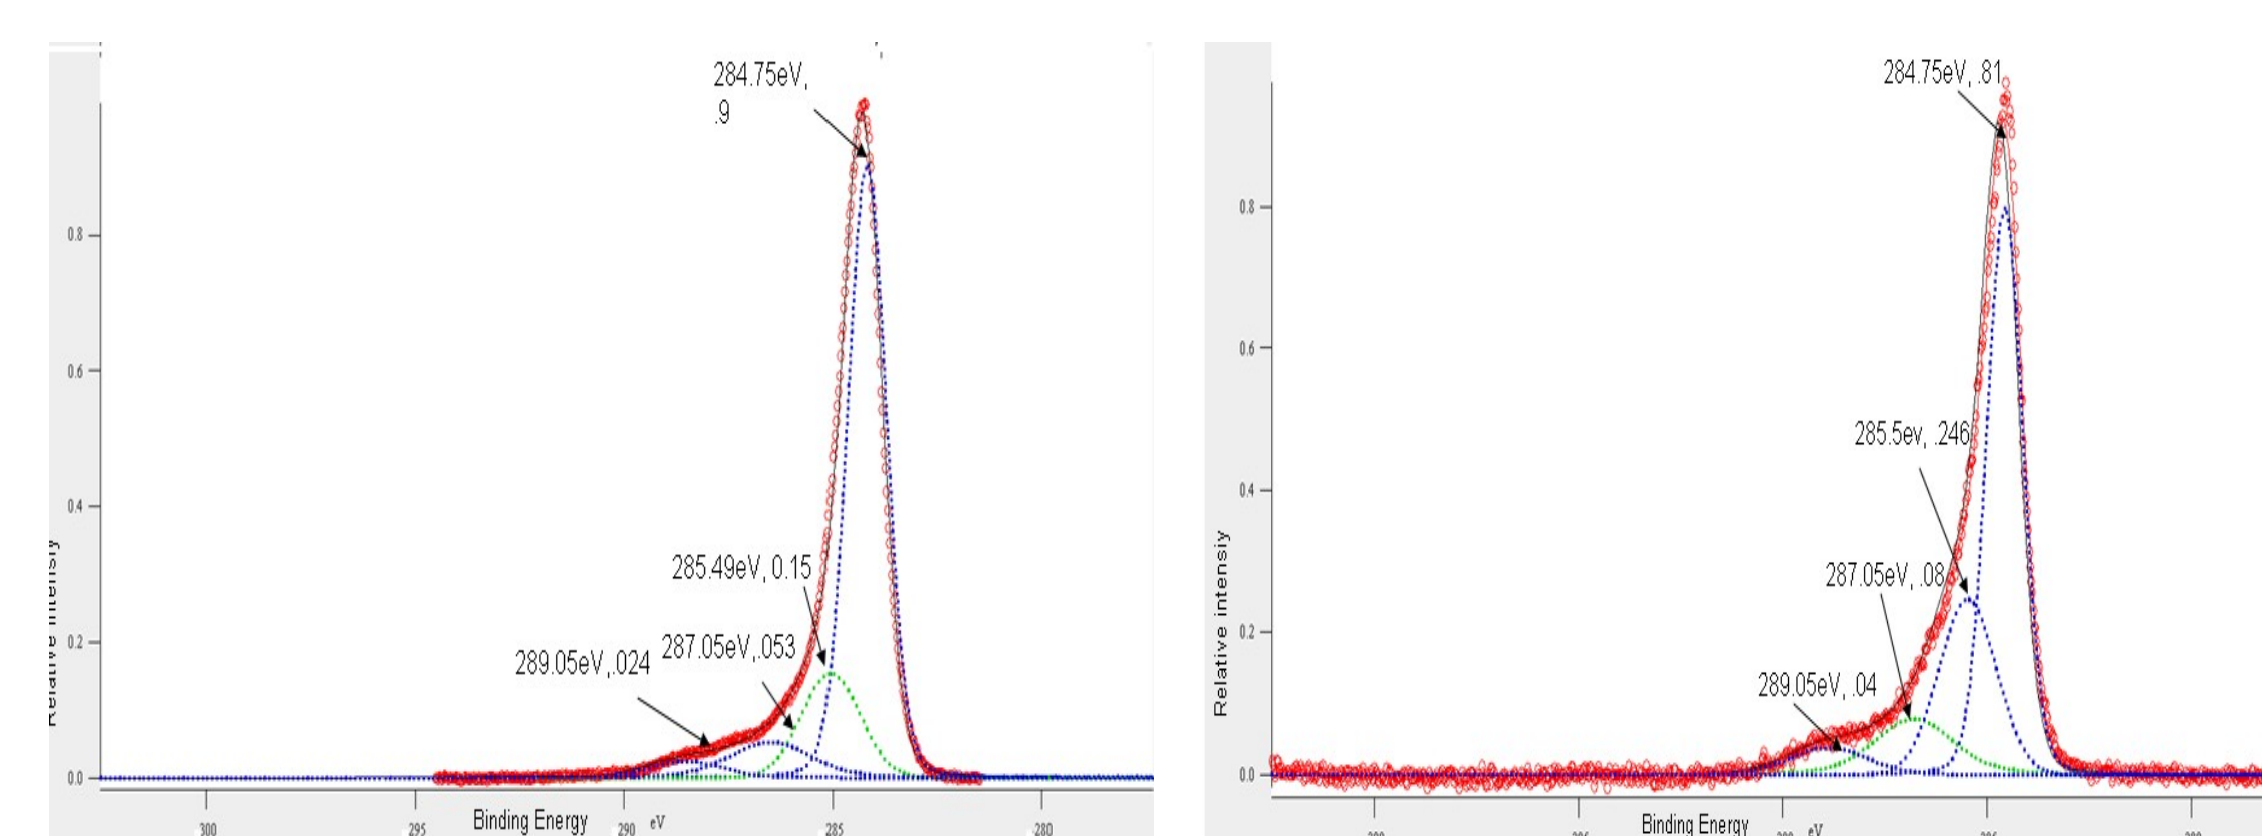 284.75eV,
.9
0.8
0.6
0.4
285.49eV, 0.15
0.2
287.05eV,.053
289.05eV,.024
0.0
300
295
290
eV
285
280
Binding Energy
284.75eV, .81
0.8
0.6
285.5ev, .246
0.4
Relative intensiy
287.05eV, .08
0.2
289.05eV, .04
0.0
eV
Binding Energy